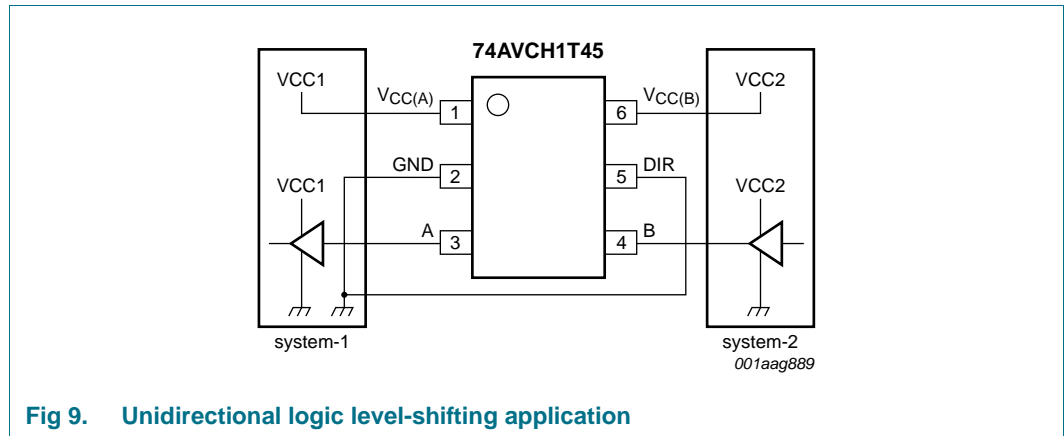 74AVCH1T45
VCC1
VCC(A)
1
6
VCC(B)
VCC2
GND
2
5
DIR
VCC1
VCC2
A
3
4
B
system-1
system-2
001aag889
Fig 9. Unidirectional logic level-shifting application